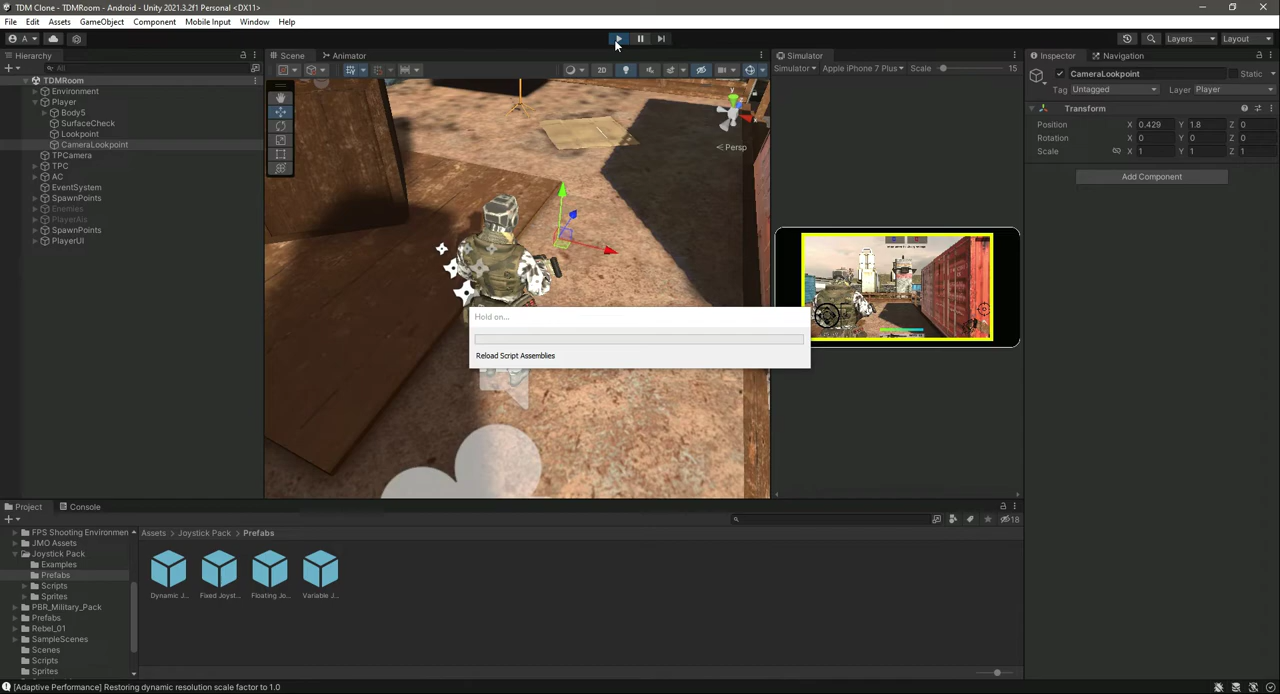 TDM Clone - TDMRoom - Android - Unity 2021.3.2f1 Personal <DX11>
File Edit Assets GameObject Component Mobile Input Window Help
A Layers Layout
Hierarchy Scene Animator Simulator Inspector Navigation
All 2D Simulator Apple iPhone 7 Plus Scale 15 CameraLookpoint Static
TDMRoom Tag Untagged Layer Player
Environment
Player Transform
Body5 Position X 0.429 Y 1.8 Z 0
SurfaceCheck Rotation X 0 Y 0 Z 0
Lookpoint Scale X 1 Y 1 Z 1
CameraLookpoint y x Persp
TPCamera
TPC
AC Add Component
EventSystem
SpawnPoints
Enemies
PlayerAIs
SpawnPoints
PlayerUI
Hold on...
Reload Script Assemblies
Project Console
18
FPS Shooting Environmen Assets > Joystick Pack > Prefabs
JMO Assets
Joystick Pack
Examples
Prefabs
Scripts
Sprites
Dynamic J... Fixed Joyst... Floating Jo... Variable J...
PBR_Military_Pack
Prefabs
Rebel_01
SampleScenes
Scenes
Scripts
Sprites
[Adaptive Performance] Restoring dynamic resolution scale factor to 1.0